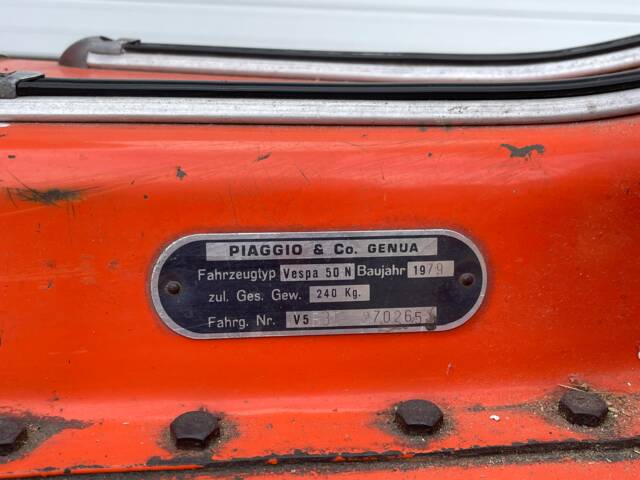 PIAGGIO & Co. GENUA
Fahrzeugtyp Vespa 50 N Baujahr 1979
zul. Ges. Gew. 240 Kg.
Fahrg. Nr. V5